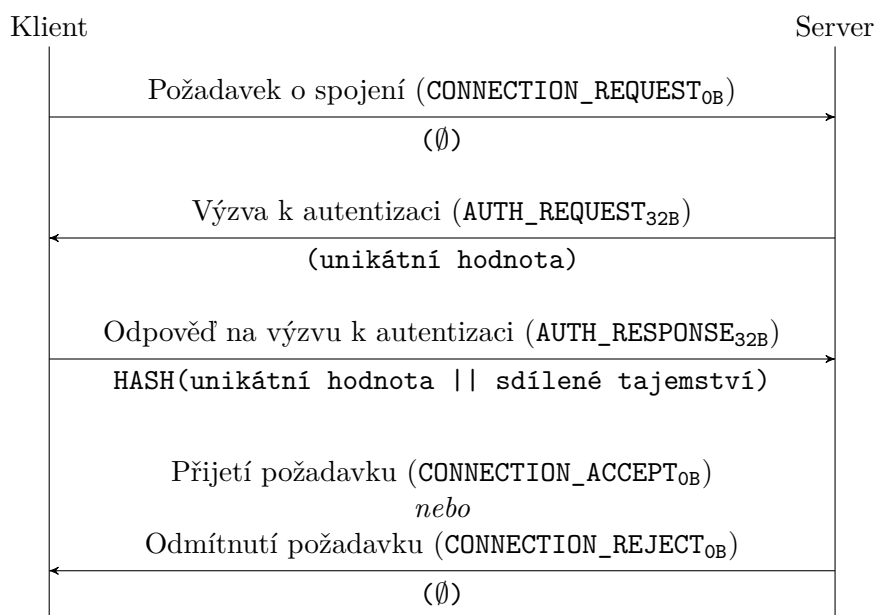 Klient Server
Požadavek o spojení (CONNECTION_REQUEST0B)
(∅)
Výzva k autentizaci (AUTH_REQUEST32B)
(unikátní hodnota)
Odpověď na výzvu k autentizaci (AUTH_RESPONSE32B)
HASH(unikátní hodnota || sdílené tajemství)
Přijetí požadavku (CONNECTION_ACCEPT0B)
nebo
Odmítnutí požadavku (CONNECTION_REJECT0B)
(∅)